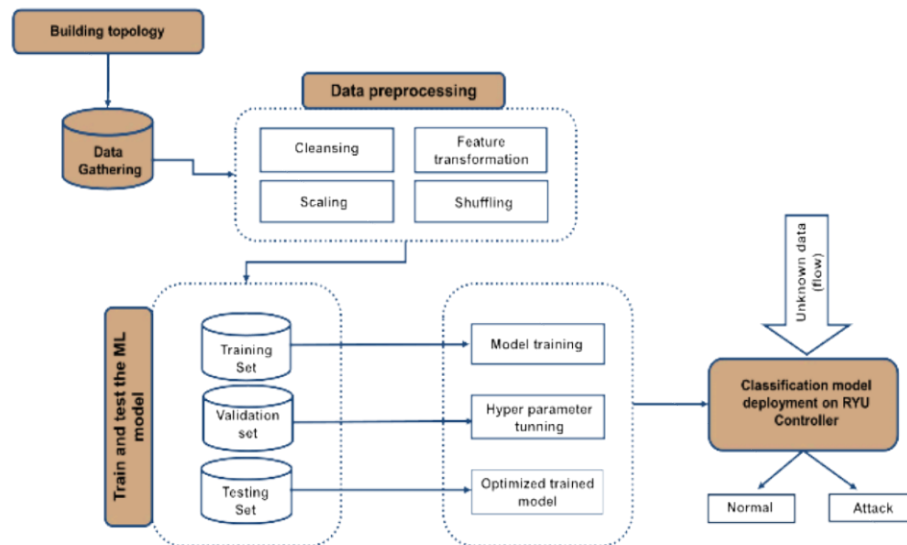 Building topology
Data
Gathering
Data preprocessing
Cleansing
Feature
transformation
Scaling
Shuffling
Train and test the ML
model
Training
Set
Validation
set
Testing
Set
Model training
Hyper parameter
tunning
Optimized trained
model
Unknown data
(flow)
Classification model
deployment on RYU
Controller
Normal
Attack